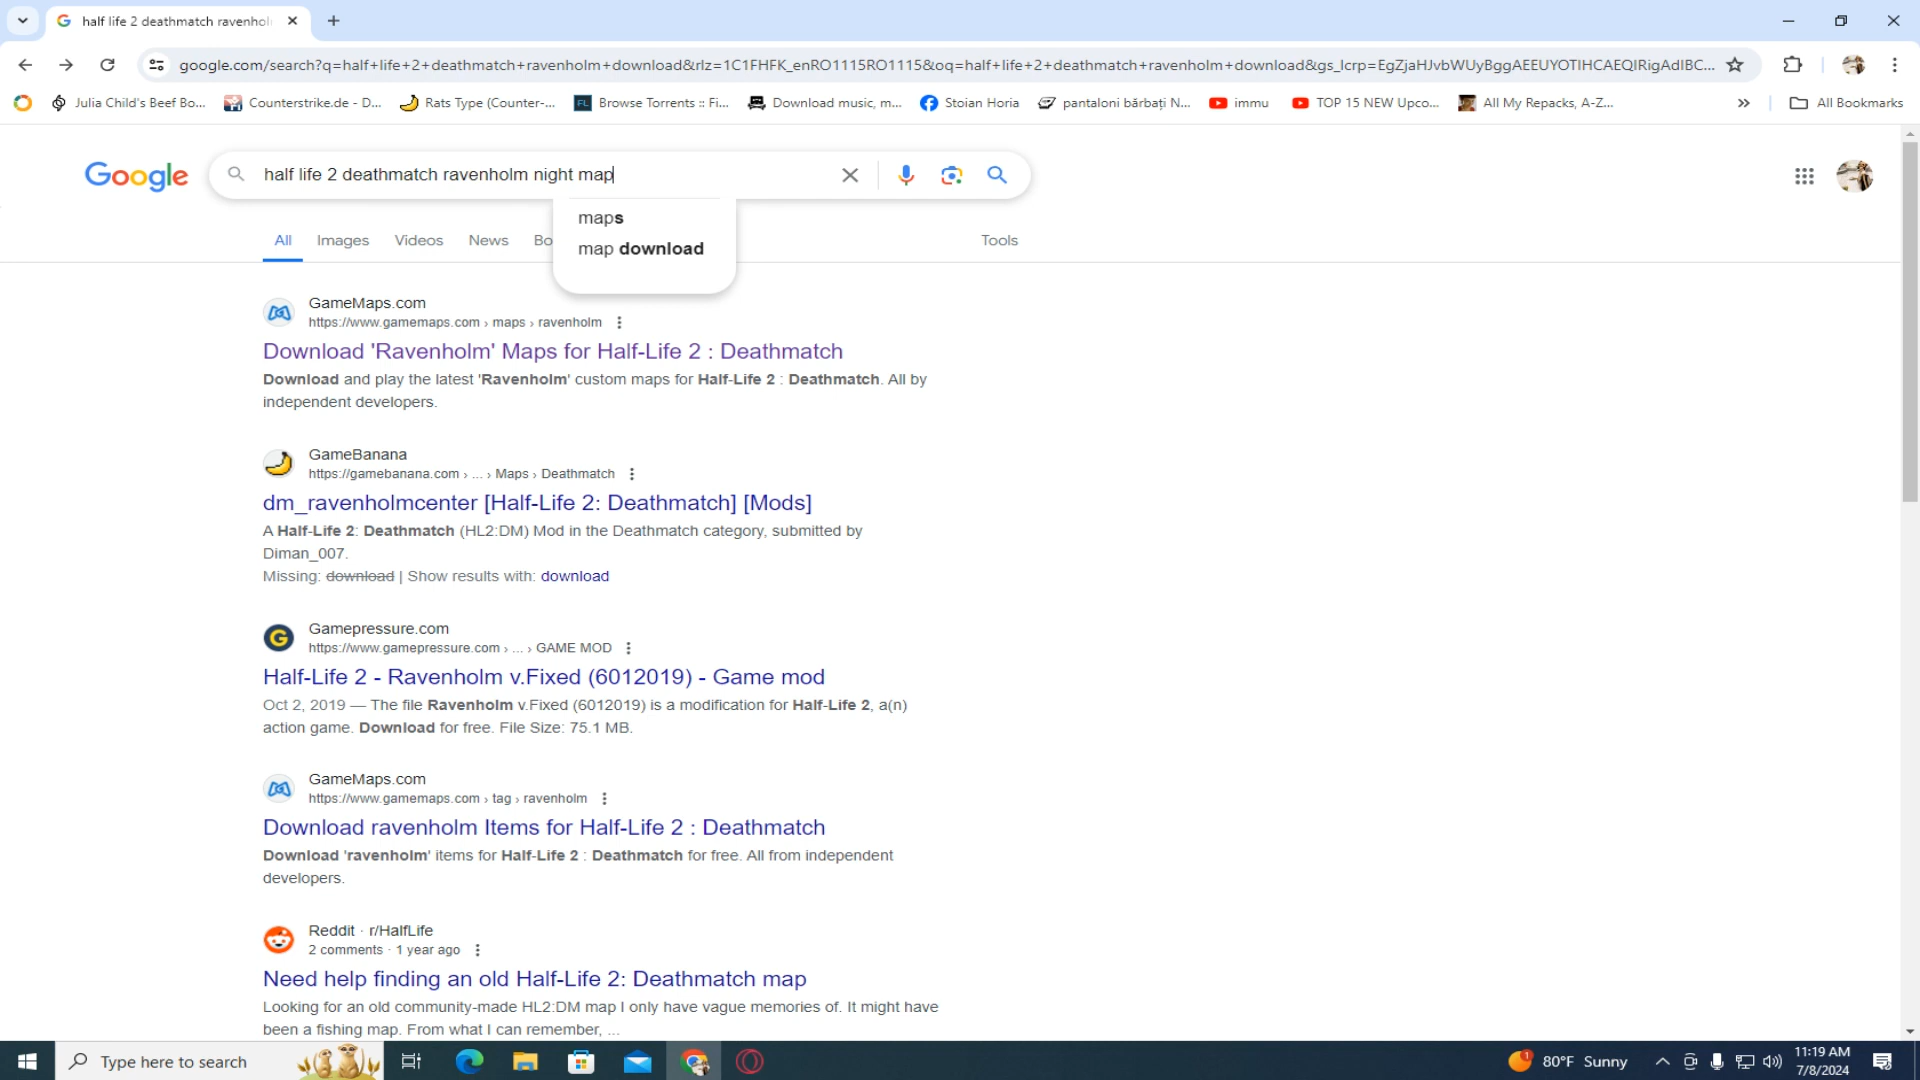 half life 2 deathmatch ravenhol
google.com/search?q=half+life+2+deathmatch+ravenholm+download&rlz=1C1FHFK_enRO1115RO1115&oq=half+life+2+deathmatch+ravenholm+download&gs_lcrp=EgZjaHJvbWUyBggAEEUYOTIHCAEQIRigAdIBC...
Julia Child's Beef Bo...
Counterstrike.de - D...
Rats Type (Counter-...
FL Browse Torrents :: Fi...
Download music, m...
Stoian Horia
pantaloni bărbați N...
immu
TOP 15 NEW Upco...
All My Repacks, A-Z...
»
All Bookmarks
Google
half life 2 deathmatch ravenholm night map
maps
map download
All Images Videos News Bo
Tools
GameMaps.com
https://www.gamemaps.com › maps › ravenholm
Download 'Ravenholm' Maps for Half-Life 2 : Deathmatch
Download and play the latest 'Ravenholm' custom maps for Half-Life 2 : Deathmatch. All by
independent developers.
GameBanana
https://gamebanana.com › ... › Maps › Deathmatch
dm_ravenholmcenter [Half-Life 2: Deathmatch] [Mods]
A Half-Life 2: Deathmatch (HL2:DM) Mod in the Deathmatch category, submitted by
Diman_007.
Missing: download | Show results with: download
G
Gamepressure.com
https://www.gamepressure.com › ... › GAME MOD
Half-Life 2 - Ravenholm v.Fixed (6012019) - Game mod
Oct 2, 2019 — The file Ravenholm v.Fixed (6012019) is a modification for Half-Life 2, a(n)
action game. Download for free. File Size: 75.1 MB.
GameMaps.com
https://www.gamemaps.com › tag › ravenholm
Download ravenholm Items for Half-Life 2 : Deathmatch
Download 'ravenholm' items for Half-Life 2 : Deathmatch for free. All from independent
developers.
Reddit · r/HalfLife
2 comments · 1 year ago
Need help finding an old Half-Life 2: Deathmatch map
Looking for an old community-made HL2:DM map I only have vague memories of. It might have
been a fishing map. From what I can remember, ...
Type here to search
1
80°F Sunny
11:19 AM
7/8/2024